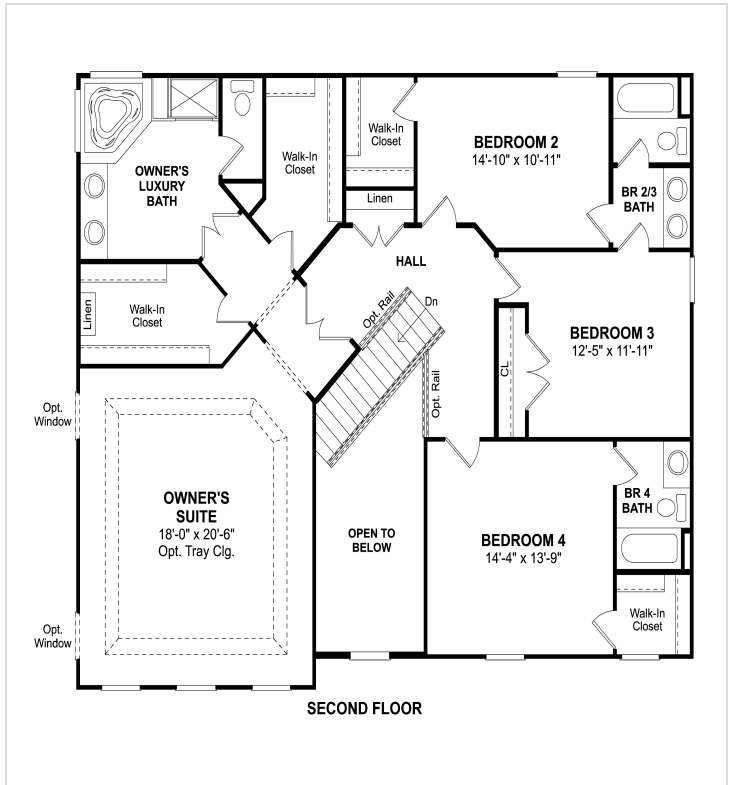 Walk-In
Closet
BEDROOM 2
14'-10" x 10'-11"
Walk-In
Closet
OWNER'S
LUXURY
BATH
BR 2/3
BATH
Linen
HALL
Linen
Walk-In
Closet
Opt. Rail
Dn
BEDROOM 3
12'-5" x 11'-11"
CL
Opt. Rail
Opt.
Window
OWNER'S
SUITE
18'-0" x 20'-6"
Opt. Tray Clg.
OPEN TO
BELOW
BEDROOM 4
14'-4" x 13'-9"
BR 4
BATH
Walk-In
Closet
Opt.
Window
SECOND FLOOR